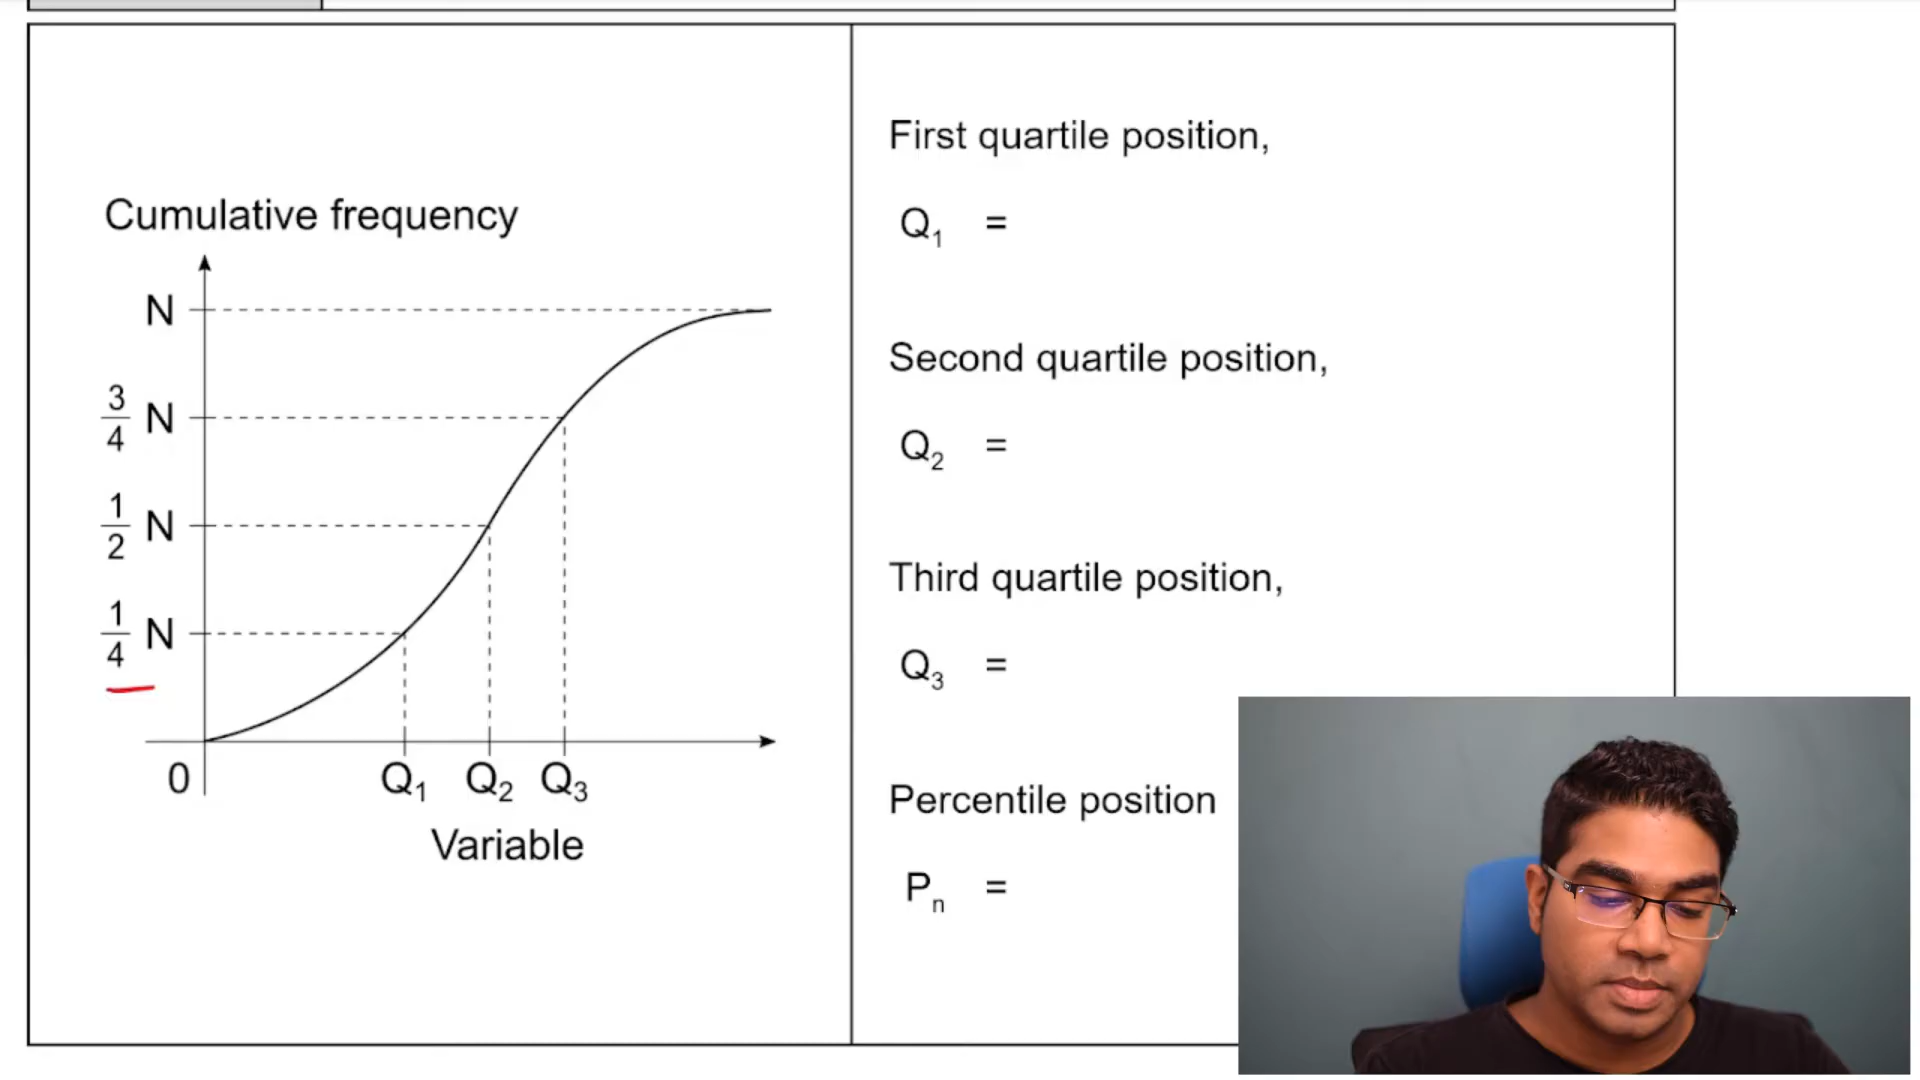 Cumulative frequency
N
3/4 N
1/2 N
1/4 N
0
Q₁ Q₂ Q₃
Variable
First quartile position,
Q₁ =
Second quartile position,
Q₂ =
Third quartile position,
Q₃ =
Percentile position
Pₙ =